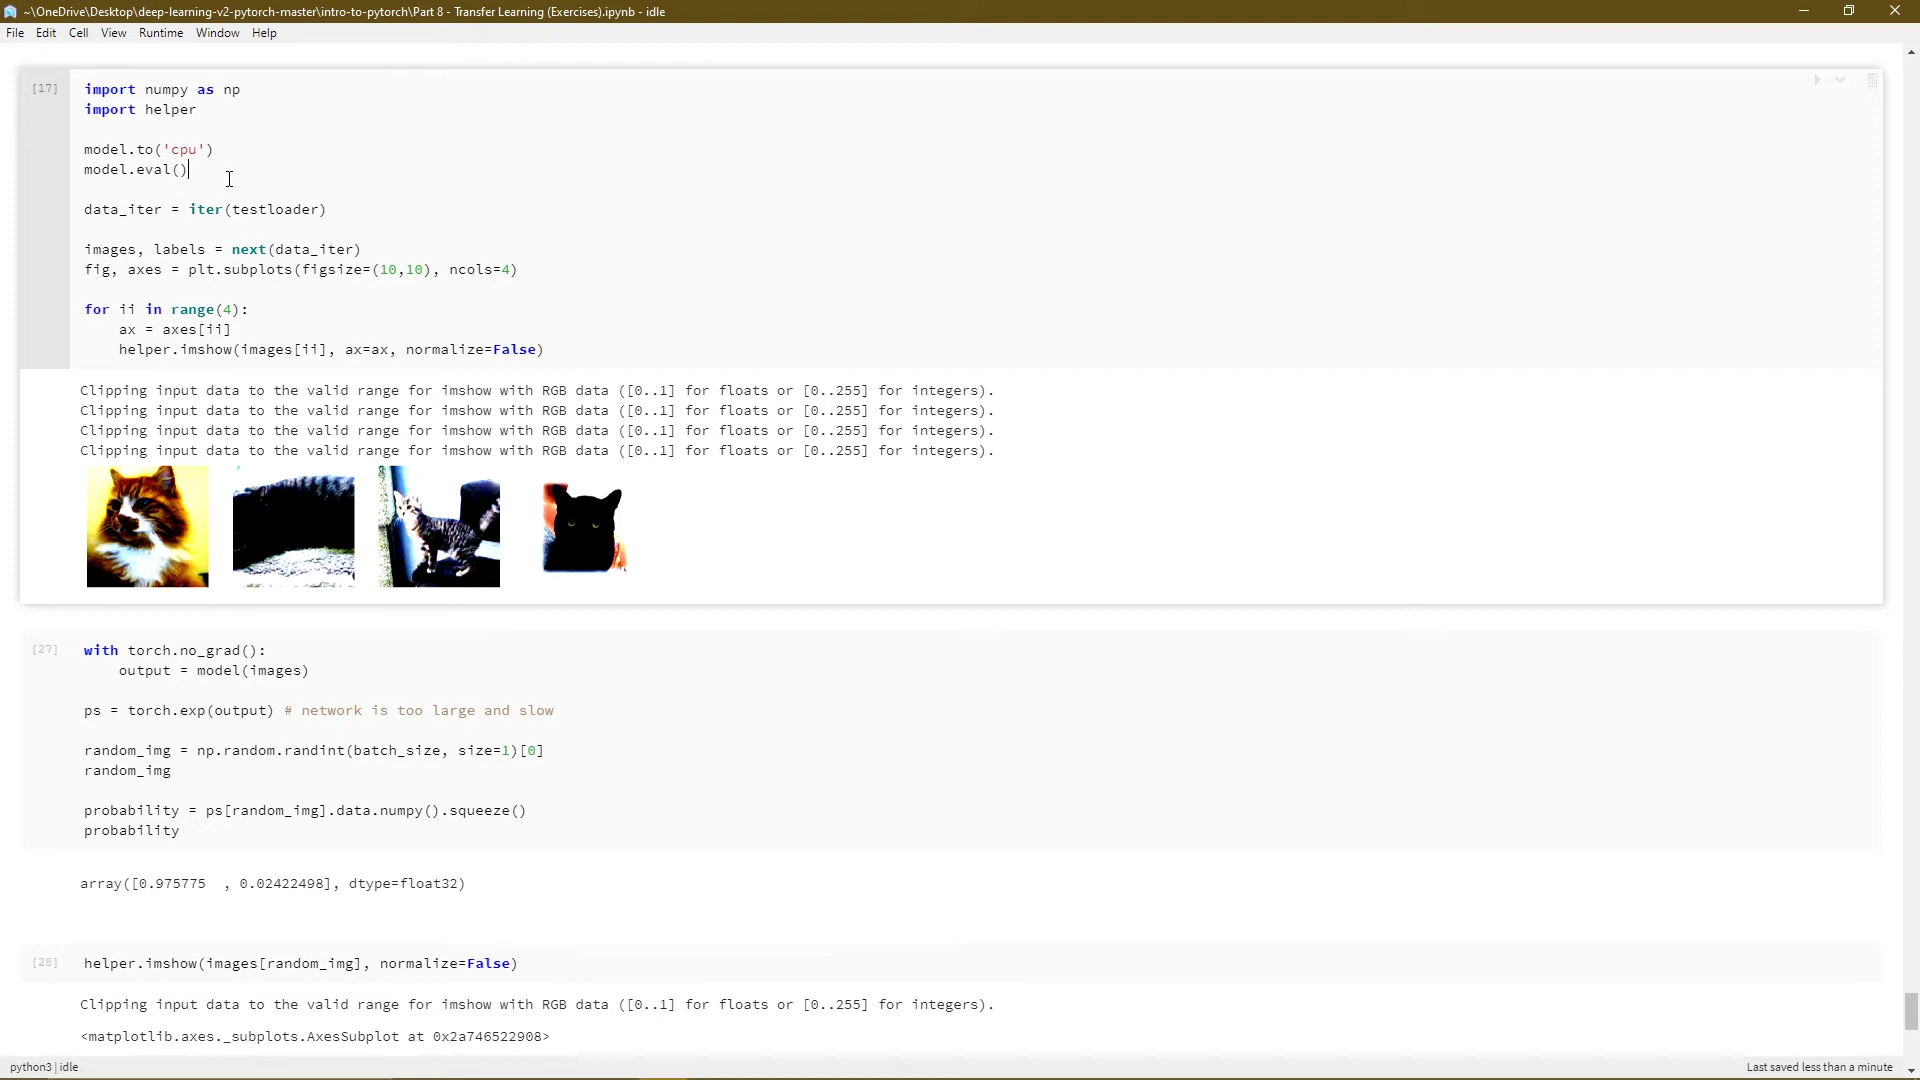 ~\OneDrive\Desktop\deep-learning-v2-pytorch-master\intro-to-pytorch\Part 8 - Transfer Learning (Exercises).ipynb - idle
File Edit Cell View Runtime Window Help
[17]
import numpy as np
import helper
model.to('cpu')
model.eval()
data_iter = iter(testloader)
images, labels = next(data_iter)
fig, axes = plt.subplots(figsize=(10,10), ncols=4)
for ii in range(4):
    ax = axes[ii]
    helper.imshow(images[ii], ax=ax, normalize=False)
Clipping input data to the valid range for imshow with RGB data ([0..1] for floats or [0..255] for integers).
Clipping input data to the valid range for imshow with RGB data ([0..1] for floats or [0..255] for integers).
Clipping input data to the valid range for imshow with RGB data ([0..1] for floats or [0..255] for integers).
Clipping input data to the valid range for imshow with RGB data ([0..1] for floats or [0..255] for integers).
[27]
with torch.no_grad():
    output = model(images)
ps = torch.exp(output) # network is too large and slow
random_img = np.random.randint(batch_size, size=1)[0]
random_img
probability = ps[random_img].data.numpy().squeeze()
probability
array([0.975775  , 0.02422498], dtype=float32)
[28]
helper.imshow(images[random_img], normalize=False)
Clipping input data to the valid range for imshow with RGB data ([0..1] for floats or [0..255] for integers).
<matplotlib.axes._subplots.AxesSubplot at 0x2a746522908>
python3 | idle
Last saved less than a minute